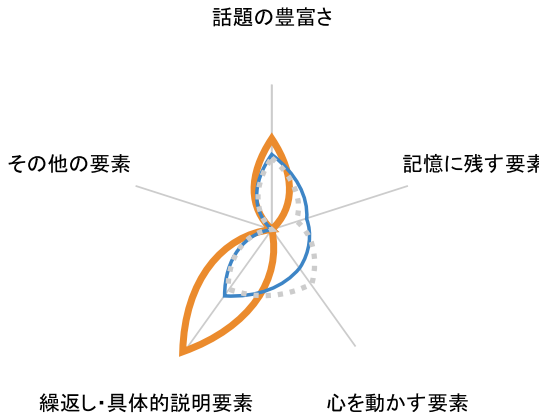 話題の豊富さ
その他の要素
記憶に残す要素
繰返し・具体的説明要素
心を動かす要素